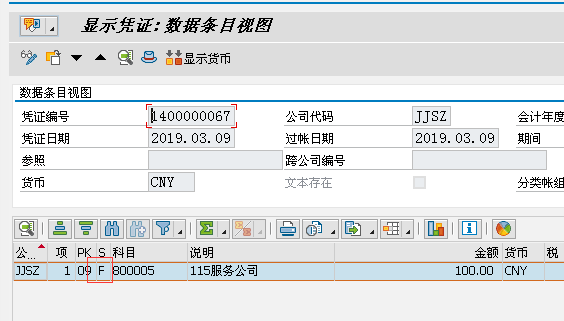 显示凭证:数据条目视图
显示货币
数据条目视图
凭证编号 1400000067 公司代码 JJSZ 会计年度
凭证日期 2019.03.09 过帐日期 2019.03.09 期间
参照 跨公司编号
货币 CNY 文本存在 分类帐组
公... 项 PK S 科目 说明 金额 货币 税
JJSZ 1 09 F 800005 115服务公司 100.00 CNY